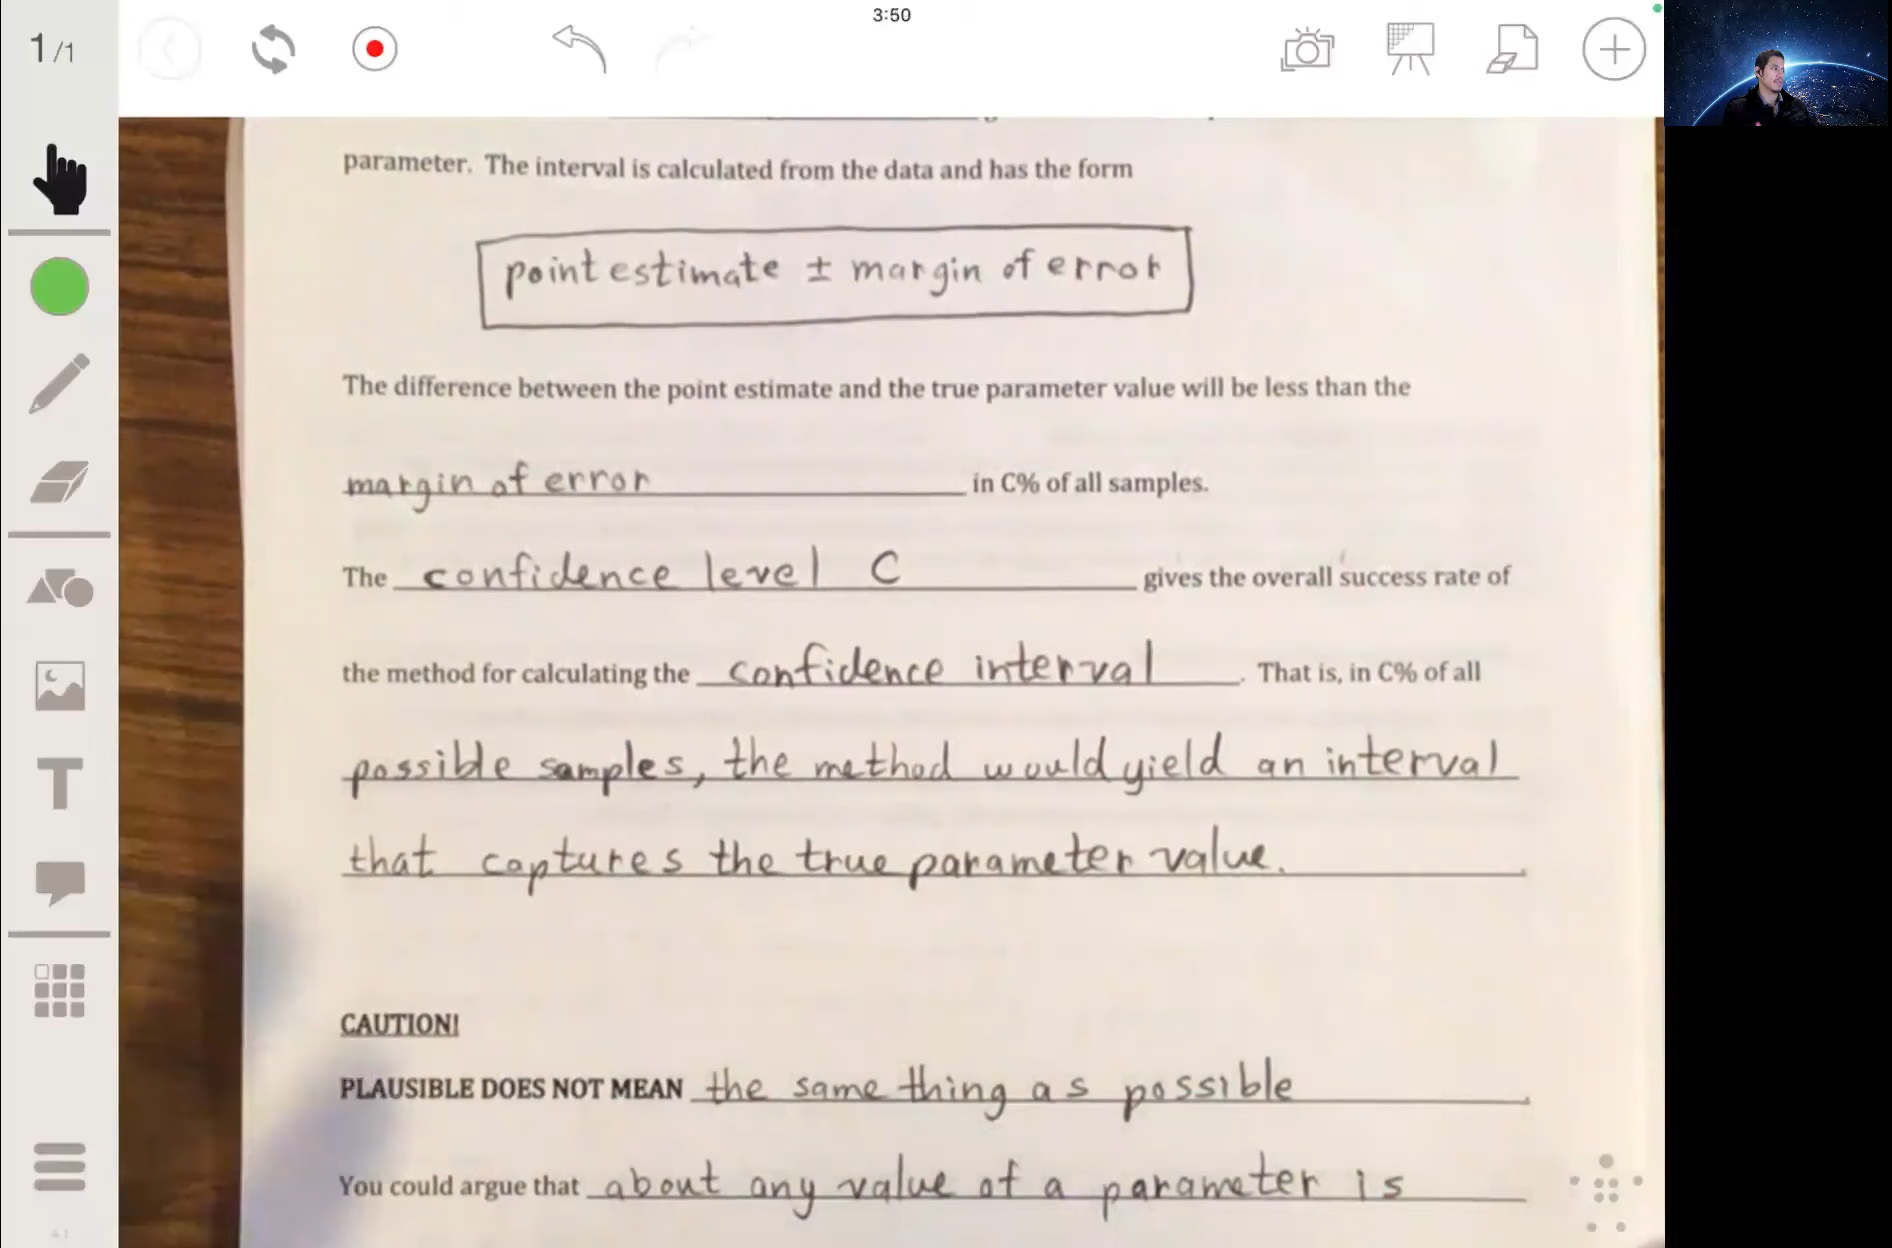 3:50
1/1
parameter. The interval is calculated from the data and has the form
point estimate ± margin of error
The difference between the point estimate and the true parameter value will be less than the
margin of error in C% of all samples.
The confidence level C gives the overall success rate of
the method for calculating the confidence interval. That is, in C% of all
possible samples, the method would yield an interval
that captures the true parameter value.
CAUTION!
PLAUSIBLE DOES NOT MEAN the same thing as possible.
You could argue that about any value of a parameter is
T